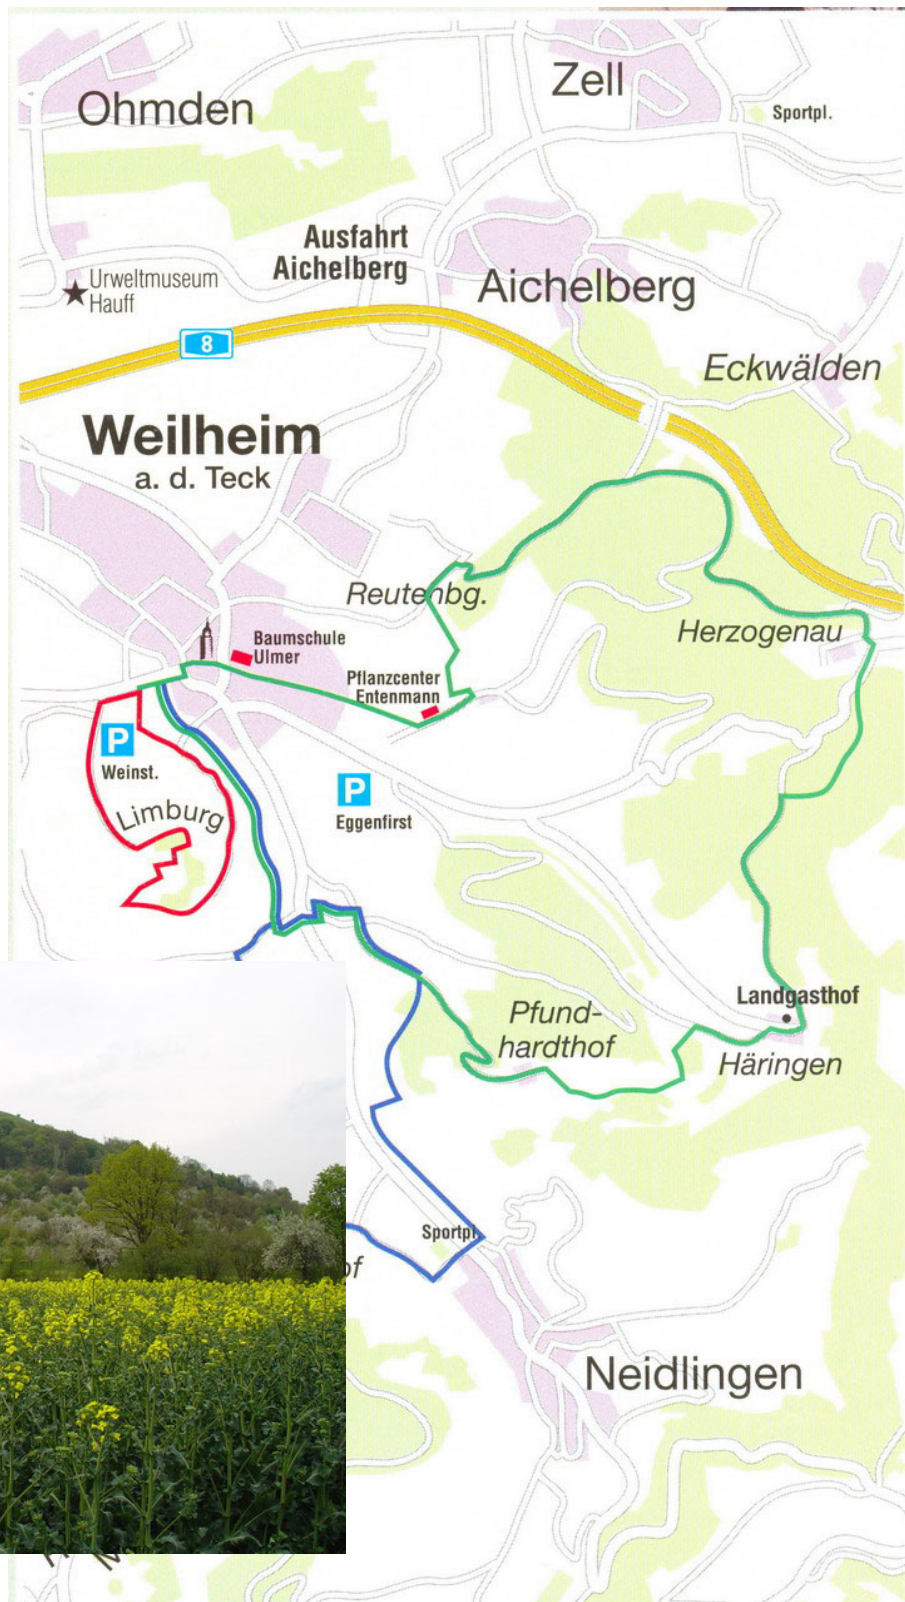 Ohmden
Zell
Sportpl.
Ausfahrt
Aichelberg
Urweltmuseum
Hauff
Aichelberg
8
Eckwälden
Weilheim
a. d. Teck
Reutenbg.
Herzogenau
Baumschule
Ulmer
Pflanzcenter
Entenmann
P
Weinst.
P
Eggenfirst
Limburg
Landgasthof
Pfund-
hardthof
Häringen
Sportpl.
Neidlingen